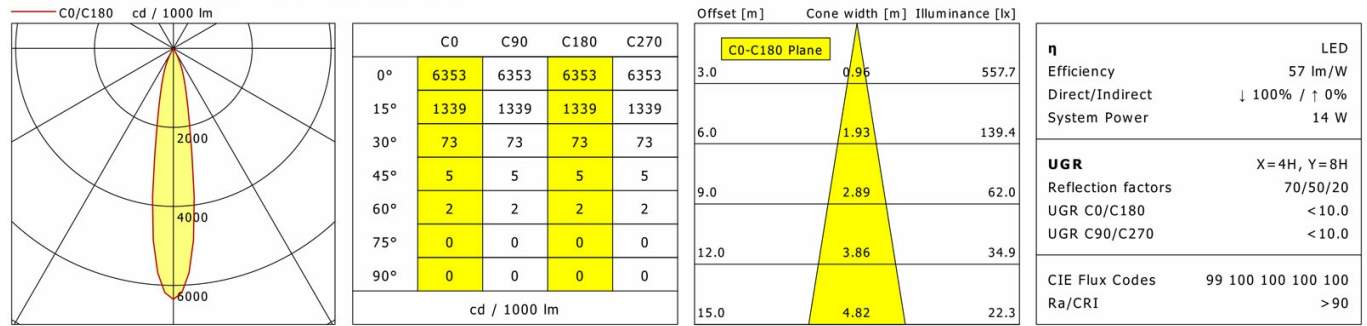 C0/C180 cd / 1000 lm
2000
4000
6000
C0 C90 C180 C270
0° 6353 6353 6353 6353
15° 1339 1339 1339 1339
30° 73 73 73 73
45° 5 5 5 5
60° 2 2 2 2
75° 0 0 0 0
90° 0 0 0 0
cd / 1000 lm
Offset [m] Cone width [m] Illuminance [lx]
C0-C180 Plane
3.0 0.96 557.7
6.0 1.93 139.4
9.0 2.89 62.0
12.0 3.86 34.9
15.0 4.82 22.3
η LED
Efficiency 57 lm/W
Direct/Indirect ↓ 100% / ↑ 0%
System Power 14 W
UGR X=4H, Y=8H
Reflection factors 70/50/20
UGR C0/C180 <10.0
UGR C90/C270 <10.0
CIE Flux Codes 99 100 100 100 100
Ra/CRI >90